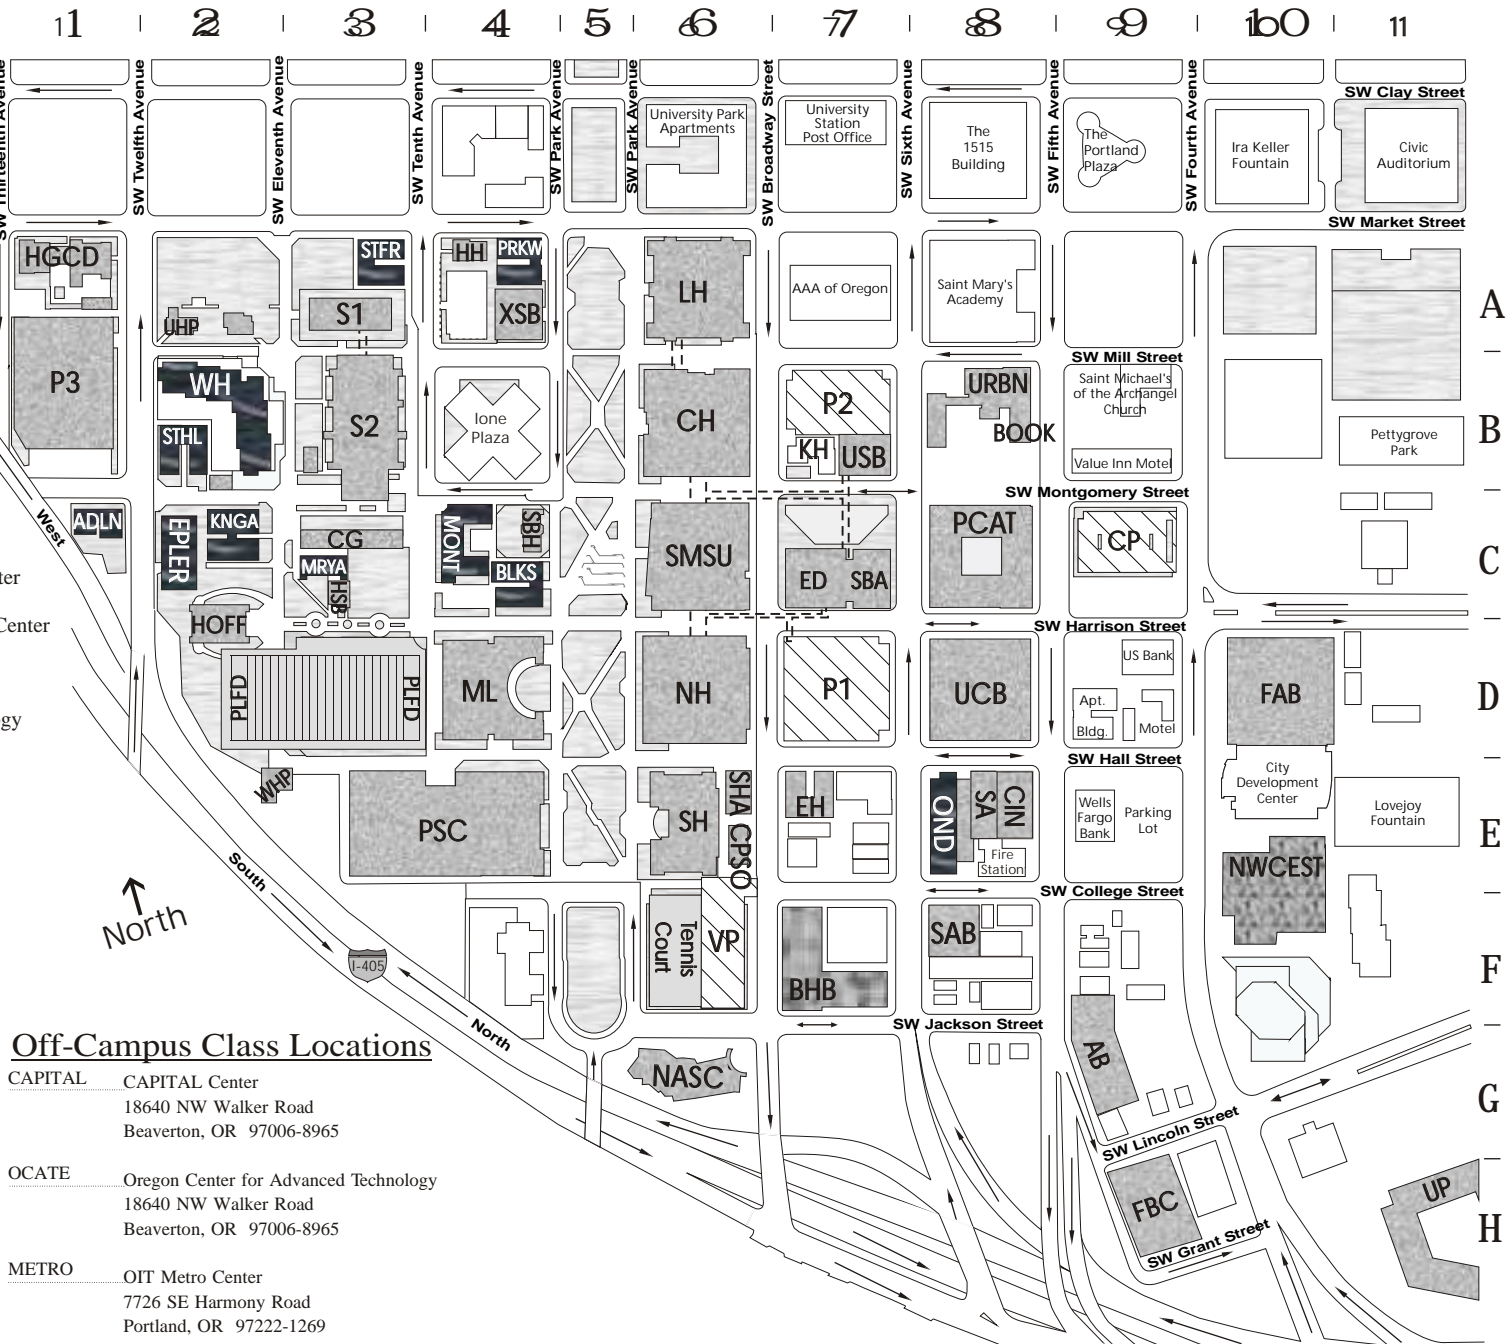 1 2 3 4 5 6 7 8 9 10 11
SW Thirteenth Avenue
SW Twelfth Avenue
SW Eleventh Avenue
SW Tenth Avenue
SW Park Avenue
SW Park Avenue
SW Broadway Street
SW Sixth Avenue
SW Fifth Avenue
SW Fourth Avenue
SW Clay Street
University Park
Apartments
University
Station
Post Office
The
1515
Building
The
Portland
Plaza
Ira Keller
Fountain
Civic
Auditorium
SW Market Street
HGCD
STFR
HH
PRKW
LH
AAA of Oregon
Saint Mary's
Academy
A
UHP
S1
XSB
SW Mill Street
P3
WH
STHL
S2
Ione
Plaza
CH
P2
KH
USB
URBN
BOOK
Saint Michael's
of the Archangel
Church
Value Inn Motel
Pettygrove
Park
B
SW Montgomery Street
West
ADLN
EPLER
KNGA
CG
MRYA
HSB
MONT
SBH
BLKS
SMSU
ED
SBA
PCAT
CP
C
ter
Center
gy
HOFF
SW Harrison Street
PLFD
PLFD
ML
NH
P1
UCB
US Bank
Apt.
Bldg.
Motel
FAB
D
SW Hall Street
WHP
PSC
SH
SHA
CPSO
EH
OND
SA
CIN
Fire
Station
Wells
Fargo
Bank
Parking
Lot
City
Development
Center
Lovejoy
Fountain
E
South
NWCEST
SW College Street
North
I-405
Tennis
Court
VP
BHB
SAB
F
North
SW Jackson Street
NASC
AB
G
SW Lincoln Street
FBC
UP
SW Grant Street
H
Off-Campus Class Locations
CAPITAL CAPITAL Center
18640 NW Walker Road
Beaverton, OR 97006-8965
OCATE Oregon Center for Advanced Technology
18640 NW Walker Road
Beaverton, OR 97006-8965
METRO OIT Metro Center
7726 SE Harmony Road
Portland, OR 97222-1269